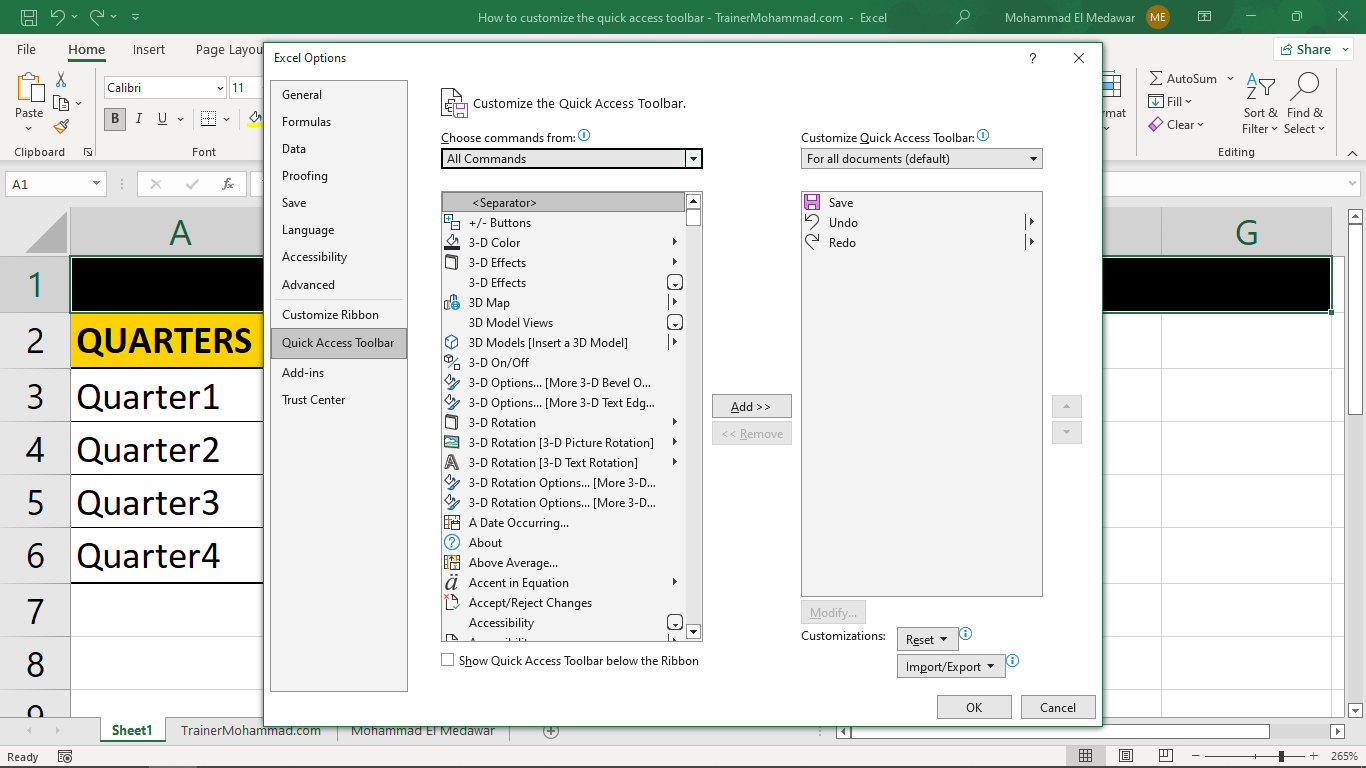 How to customize the quick access toolbar - TrainerMohammad.com - Excel
Mohammad El Medawar
ME
File
Home
Insert
Page Layou
Share
Paste
Clipboard
Calibri
11
B I U
Font
AutoSum
Fill
Clear
Sort &
Filter
Find &
Select
Editing
rmat
A1
fx
A
G
1
2
QUARTERS
3
Quarter1
4
Quarter2
5
Quarter3
6
Quarter4
7
8
9
Excel Options
?
General
Formulas
Data
Proofing
Save
Language
Accessibility
Advanced
Customize Ribbon
Quick Access Toolbar
Add-ins
Trust Center
Customize the Quick Access Toolbar.
Choose commands from:
All Commands
<Separator>
+/- Buttons
3-D Color
3-D Effects
3-D Effects
3D Map
3D Model Views
3D Models [Insert a 3D Model]
3-D On/Off
3-D Options... [More 3-D Bevel O...
3-D Options... [More 3-D Text Edg...
3-D Rotation
3-D Rotation [3-D Picture Rotation]
3-D Rotation [3-D Text Rotation]
3-D Rotation Options... [More 3-D...
3-D Rotation Options... [More 3-D...
A Date Occurring...
About
Above Average...
Accent in Equation
Accept/Reject Changes
Accessibility
Show Quick Access Toolbar below the Ribbon
Add >>
<< Remove
Customize Quick Access Toolbar:
For all documents (default)
Save
Undo
Redo
Modify...
Customizations:
Reset
Import/Export
OK
Cancel
Sheet1
TrainerMohammad.com
Mohammad El Medawar
Ready
265%